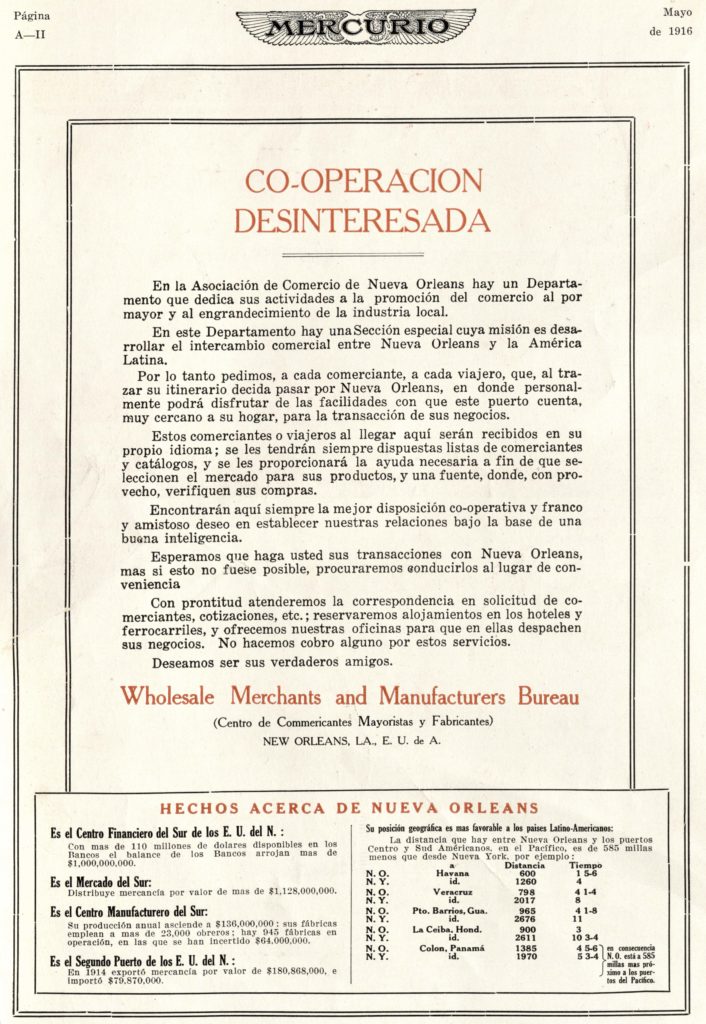 Página
A—II
MERCURIO
Mayo
de 1916
CO-OPERACION
DESINTERESADA
En la Asociación de Comercio de Nueva Orleans hay un Departa-
mento que dedica sus actividades a la promoción del comercio al por
mayor y al engrandecimiento de la industria local.
En este Departamento hay una Sección especial cuya misión es desa-
rrollar el intercambio comercial entre Nueva Orleans y la América
Latina.
Por lo tanto pedimos, a cada comerciante, a cada viajero, que, al tra-
zar su itinerario decida pasar por Nueva Orleans, en donde personal-
mente podrá disfrutar de las facilidades con que este puerto cuenta,
muy cercano a su hogar, para la transacción de sus negocios.
Estos comerciantes o viajeros al llegar aquí serán recibidos en su
propio idioma; se les tendrán siempre dispuestas listas de comerciantes
y catálogos, y se les proporcionará la ayuda necesaria a fin de que se-
leccionen el mercado para sus productos, y una fuente, donde, con pro-
vecho, verifiquen sus compras.
Encontrarán aquí siempre la mejor disposición co-operativa y franco
y amistoso deseo en establecer nuestras relaciones bajo la base de una
buena inteligencia.
Esperamos que haga usted sus transacciones con Nueva Orleans,
mas si esto no fuese posible, procuraremos conducirlos al lugar de con-
veniencia
Con prontitud atenderemos la correspondencia en solicitud de co-
merciantes, cotizaciones, etc.; reservaremos alojamientos en los hoteles y
ferrocarriles, y ofrecemos nuestras oficinas para que en ellas despachen
sus negocios. No hacemos cobro alguno por estos servicios.
Deseamos ser sus verdaderos amigos.
Wholesale Merchants and Manufacturers Bureau
(Centro de Commericantes Mayoristas y Fabricantes)
NEW ORLEANS, LA., E. U. de A.
HECHOS ACERCA DE NUEVA ORLEANS
Es el Centro Financiero del Sur de los E. U. del N. :
Con mas de 110 millones de dolares disponibles en los
Bancos el balance de los Bancos arrojan mas de
$1,000,000,000.
Es el Mercado del Sur:
Distribuye mercancía por valor de mas de $1,128,000,000.
Es el Centro Manufacturero del Sur:
Su producción anual asciende a $136,000,000: sus fábricas
emplean a mas de 23,000 obreros; hay 945 fábricas en
operación, en las que se han incertido $64,000,000.
Es el Segundo Puerto de los E. U. del N. :
En 1914 exportó mercancía por valor de $180,868,000, e
importó $79,870,000.
Su posición geográfica es mas favorable a los paises Latino-Americanos:
La distancia que hay entre Nueva Orleans y los puertos
Centro y Sud Américanos, en el Pacífico, es de 585 millas
menos que desde Nueva York, por ejemplo:
a Distancia Tiempo
N. O. Havana 600 1 5-6
N. Y. id. 1260 4
N. O. Veracruz 798 4 1-4
N. Y. id. 2017 8
N. O. Pto. Barrios, Gua. 965 4 1-8
N. Y. id. 2676 11
N. O. La Ceiba, Hond. 900 3
N. Y. id. 2611 10 3-4
N. O. Colon, Panamá 1385 4 5-6
N. Y. id. 1970 5 3-4
en consecuencia
N. O. está a 585
millas mas pró-
ximo a los puer-
tos del Pacífico.